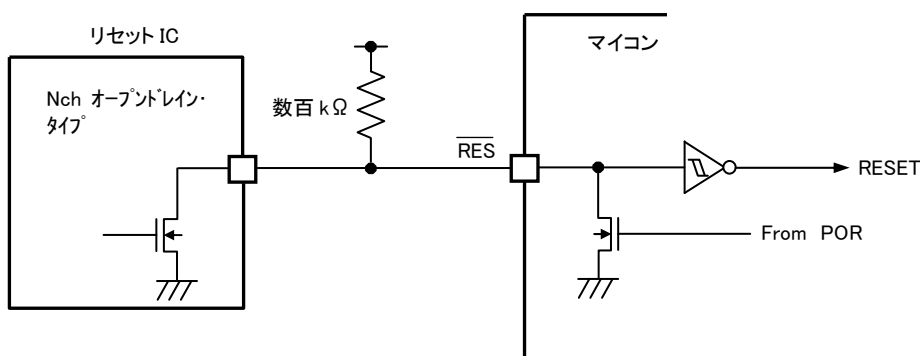 リセット IC
マイコン
Nch オープンドレイン・
タイプ
数百 kΩ
RES
RESET
From POR